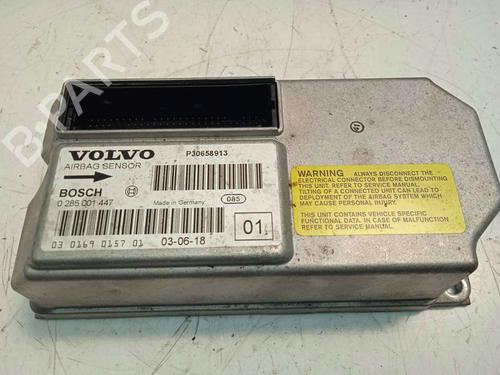 B-PARTS
VOLVO
AIRBAG SENSOR
P30658913
BOSCH
0 285 001 447
Made in Germany
085
03 0169 0157 01
03-06-18
01
WARNING ALWAYS DISCONNECT THE
ELECTRICAL CONNECTOR BEFORE DISMOUNTING
THIS UNIT. REFER TO SERVICE MANUAL.
TILTING OF A CONNECTED UNIT CAN LEAD TO
DEPLOYMENT OF THE AIRBAG SYSTEM WHICH
MAY CAUSE PERSONAL INJURY.
THIS UNIT CONTAINS VEHICLE SPECIFIC
FUNCTIONAL DATA. IN CASE OF MALFUNCTION
REFER TO SERVICE MANUAL.